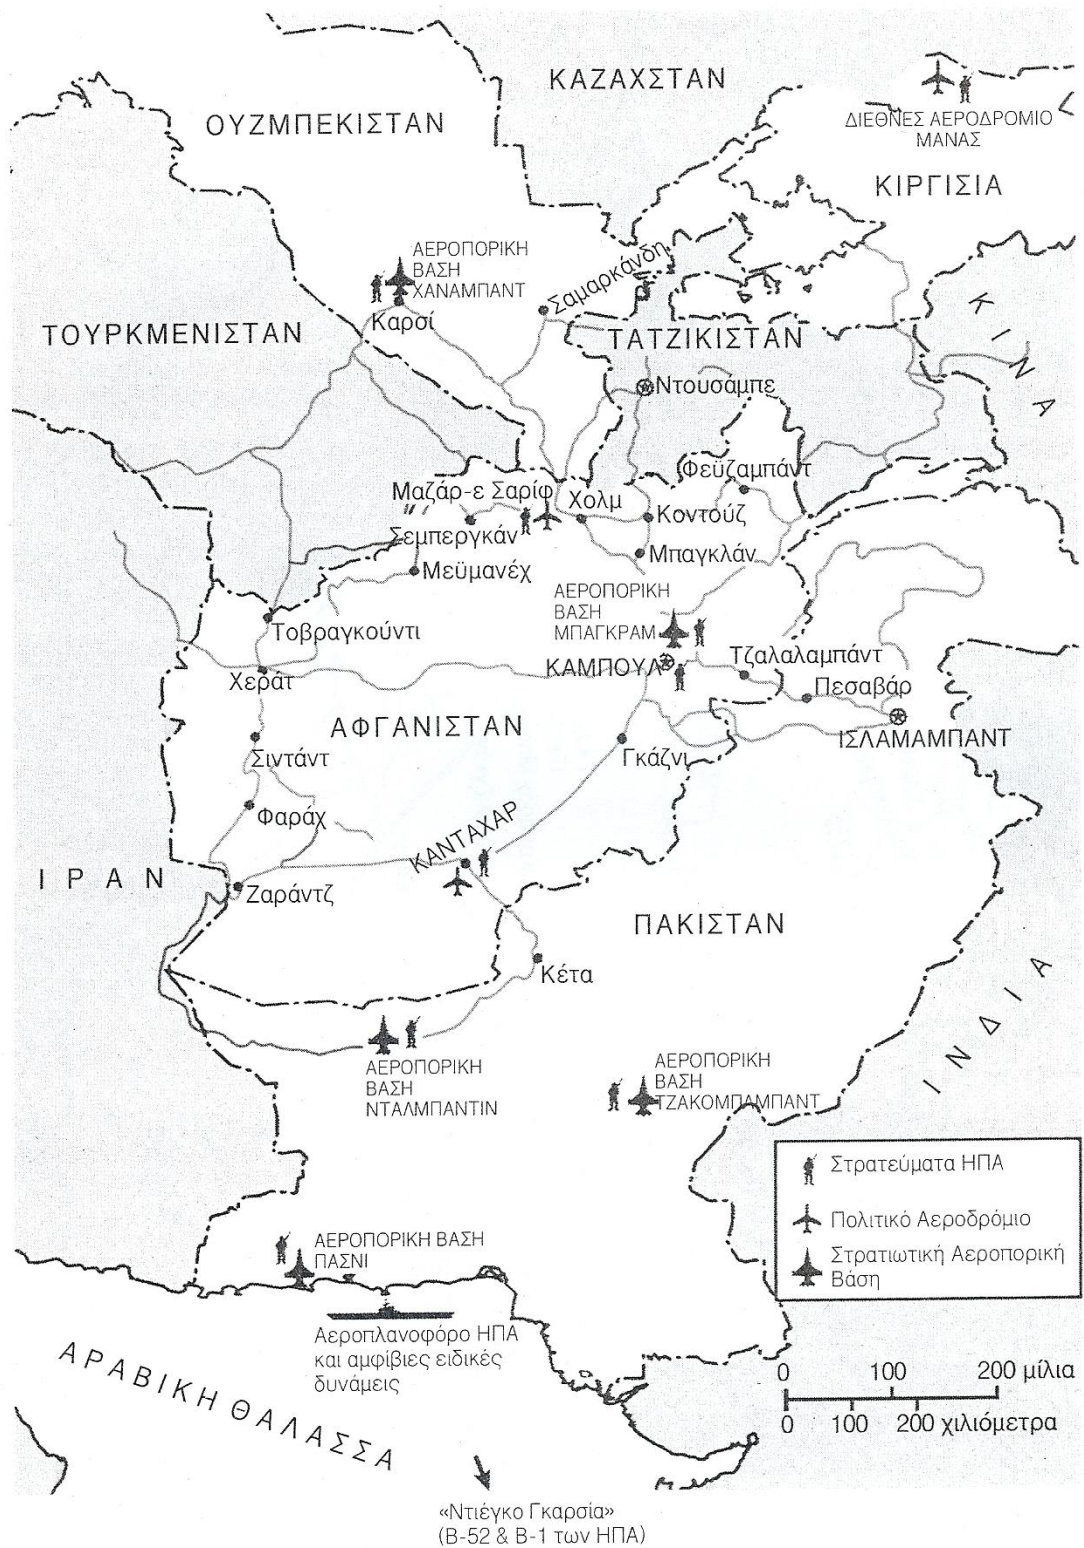 ΚΑΖΑΧΣΤΑΝ
ΟΥΖΜΠΕΚΙΣΤΑΝ
ΔΙΕΘΝΕΣ ΑΕΡΟΔΡΟΜΙΟ
ΜΑΝΑΣ
ΚΙΡΓΙΣΙΑ
ΑΕΡΟΠΟΡΙΚΗ
ΒΑΣΗ
ΧΑΝΑΜΠΑΝΤ
Καρσί
Σαμαρκάνδη
ΚΙΝΑ
ΤΟΥΡΚΜΕΝΙΣΤΑΝ
ΤΑΤΖΙΚΙΣΤΑΝ
Ντουσάμπε
Φεϋζαμπάντ
Μαζάρ-ε Σαρίφ
Χολμ
Κοντούζ
Σεμπεργκάν
Μπαγκλάν
Μεϋμανέχ
ΑΕΡΟΠΟΡΙΚΗ
ΒΑΣΗ
ΜΠΑΓΚΡΑΜ
Τοβραγκούντι
ΚΑΜΠΟΥΛ
Τζαλαλαμπάντ
Χεράτ
Πεσαβάρ
ΑΦΓΑΝΙΣΤΑΝ
ΙΣΛΑΜΑΜΠΑΝΤ
Σιντάντ
Γκάζνι
Φαράχ
ΚΑΝΤΑΧΑΡ
ΙΡΑΝ
Ζαράντζ
ΠΑΚΙΣΤΑΝ
Κέτα
ΙΝΔΙΑ
ΑΕΡΟΠΟΡΙΚΗ
ΒΑΣΗ
ΝΤΑΛΜΠΑΝΤΙΝ
ΑΕΡΟΠΟΡΙΚΗ
ΒΑΣΗ
ΤΖΑΚΟΜΠΑΜΠΑΝΤ
Στρατεύματα ΗΠΑ
Πολιτικό Αεροδρόμιο
Στρατιωτική Αεροπορική
Βάση
ΑΕΡΟΠΟΡΙΚΗ ΒΑΣΗ
ΠΑΣΝΙ
Αεροπλανοφόρο ΗΠΑ
και αμφίβιες ειδικές
δυνάμεις
ΑΡΑΒΙΚΗ ΘΑΛΑΣΣΑ
0 100 200 μίλια
0 100 200 χιλιόμετρα
«Ντιέγκο Γκαρσία»
(Β-52 & Β-1 των ΗΠΑ)